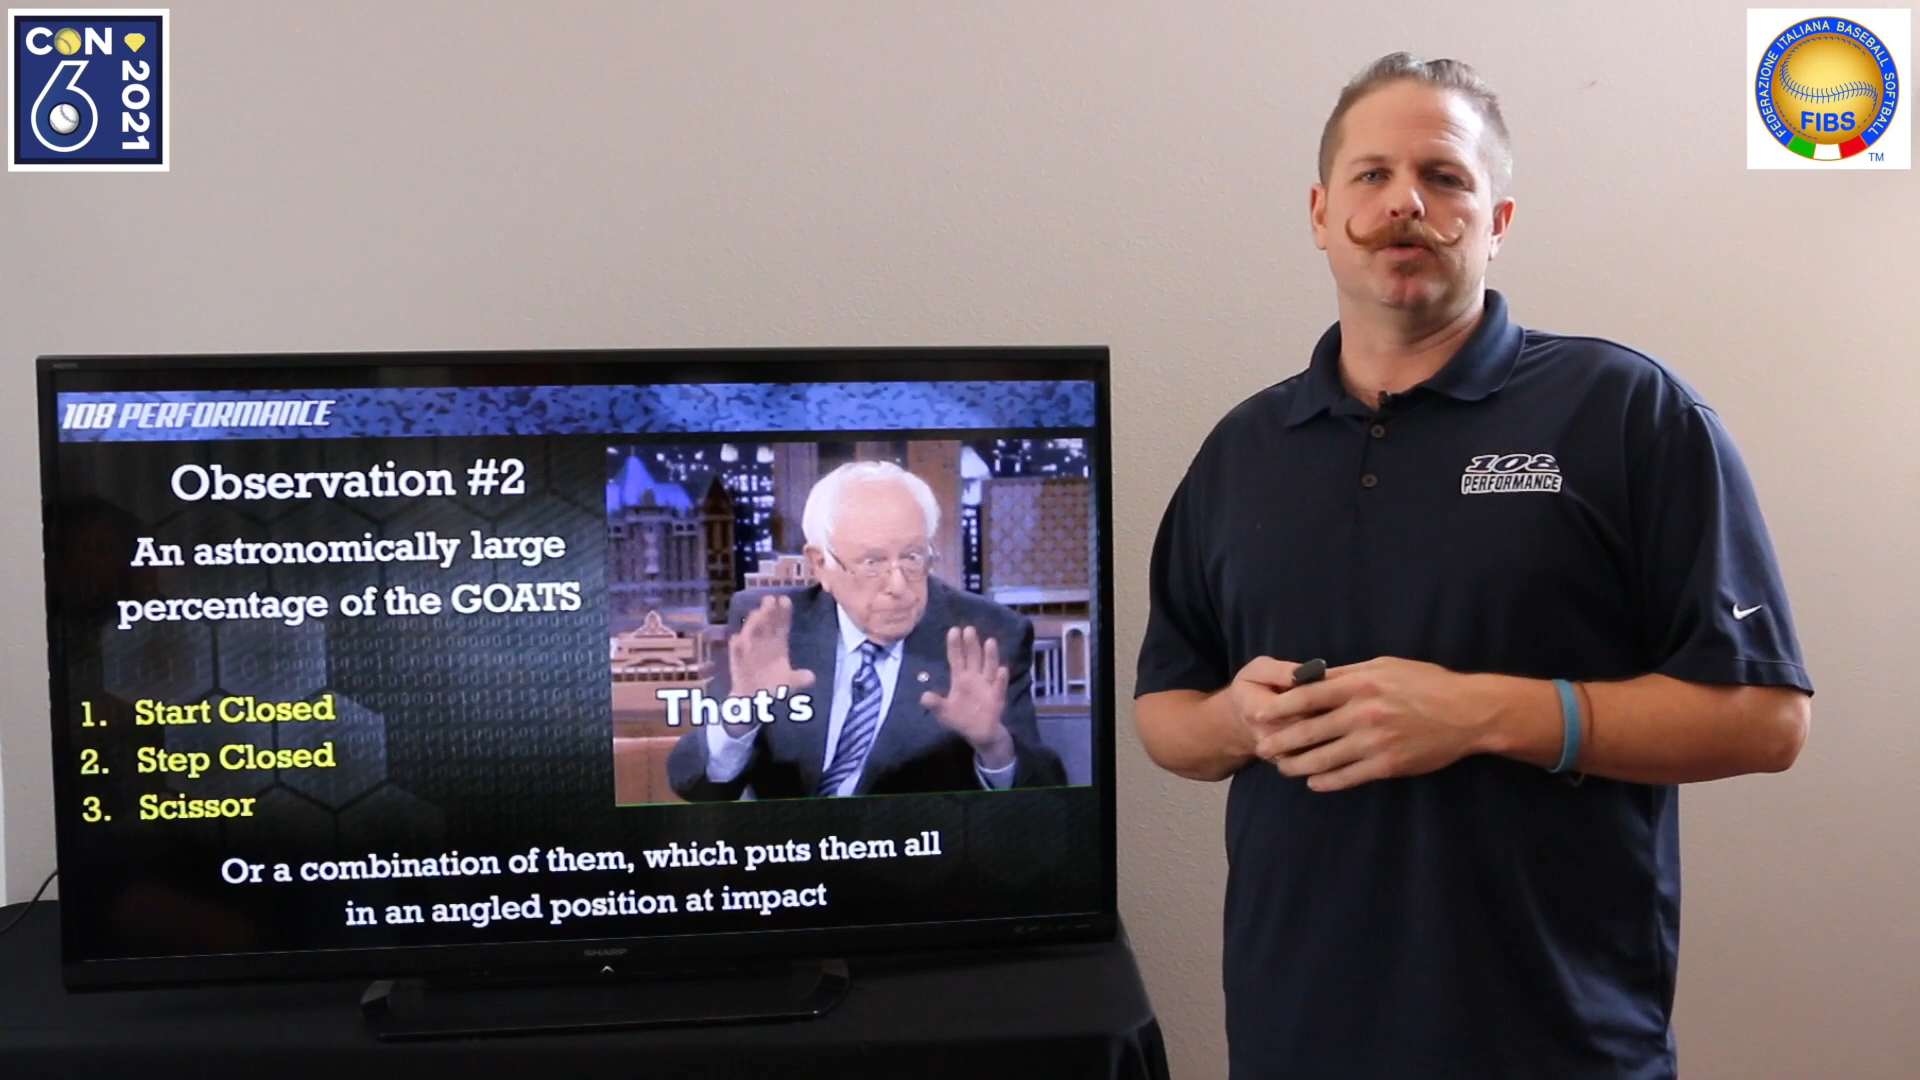 CON
6
2021
FEDERAZIONE ITALIANA BASEBALL SOFTBALL
FIBS
TM
108 PERFORMANCE
Observation #2
An astronomically large
percentage of the GOATS
1. Start Closed
2. Step Closed
3. Scissor
Or a combination of them, which puts them all
in an angled position at impact
That's
SHARP
108
PERFORMANCE